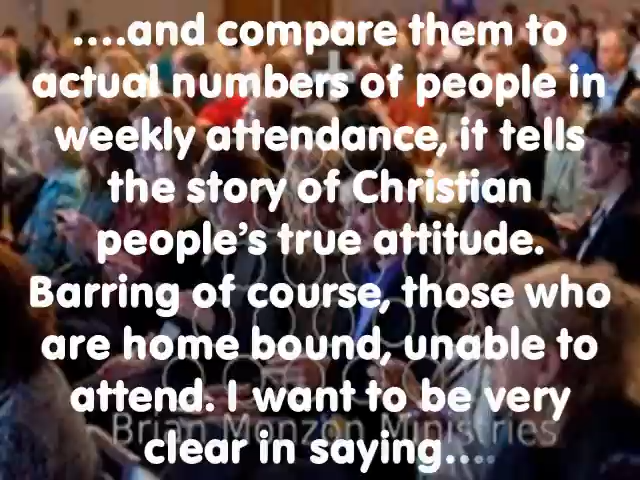 ....and compare them to
actual numbers of people in
weekly attendance, it tells
the story of Christian
people's true attitude.
Barring of course, those who
are home bound, unable to
attend. I want to be very
Brian Monzon Ministries
clear in saying....